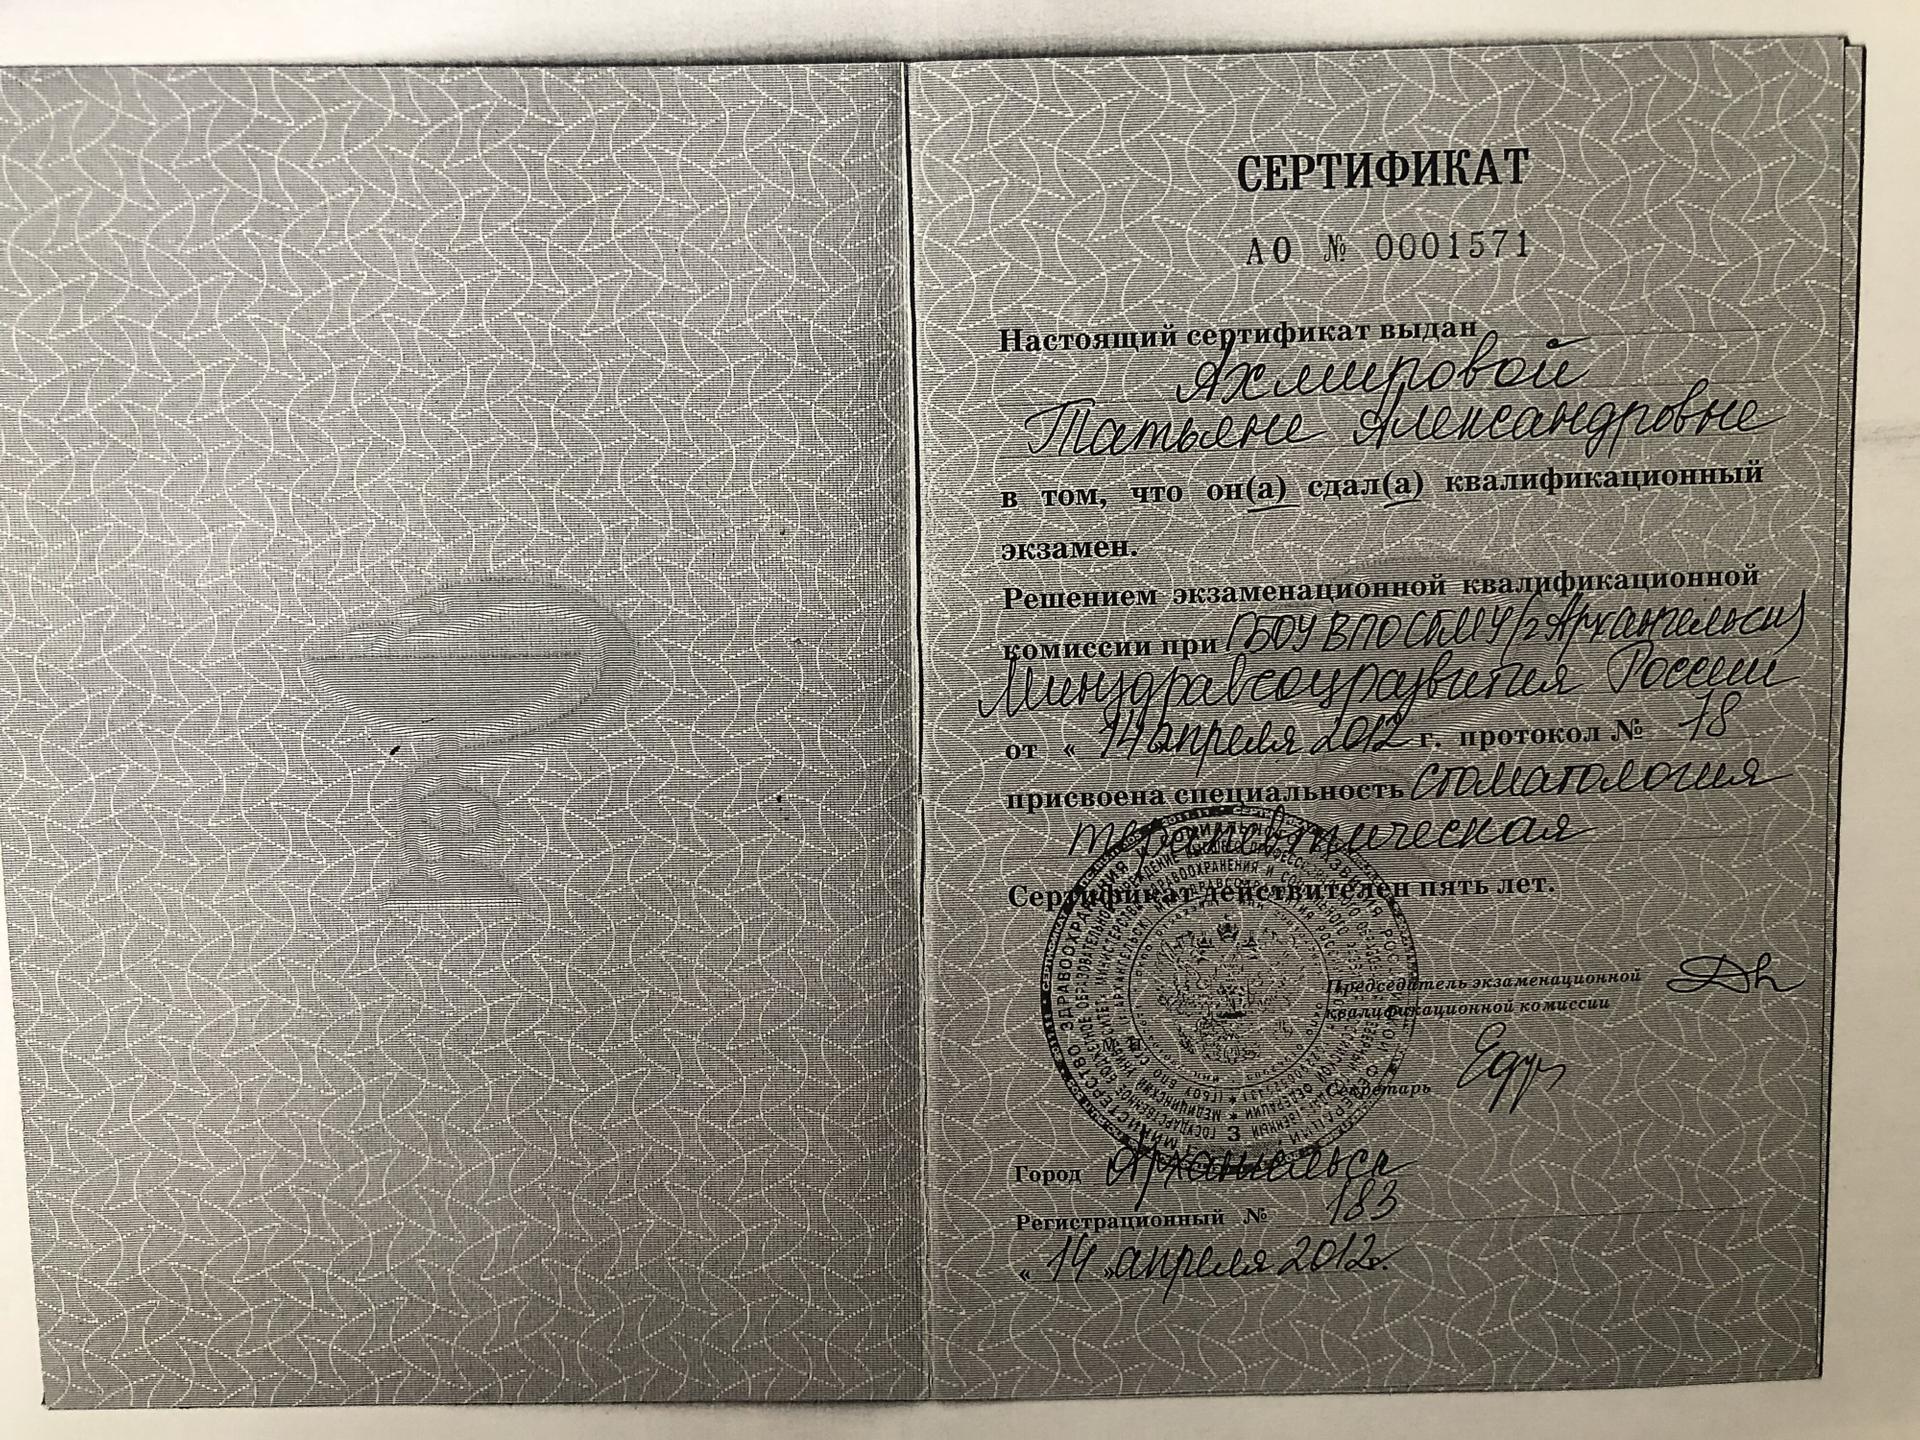 СЕРТИФИКАТ
АО № 0001571
Настоящий сертификат выдан
Яхмировой
Татьяне Александровне
в том, что он(а) сдал(а) квалификационный
экзамен.
Решением экзаменационной квалификационной
комиссии при ГБОУ ВПО СГМУ (г. Архангельск)
Минздравсоцразвития России
от « 14 » апреля 2012 г. протокол № 18
присвоена специальность стоматология
терапевтическая
Сертификат действителен пять лет.
Председатель экзаменационной
квалификационной комиссии
Секретарь
Город Архангельск
Регистрационный № 183
« 14 » апреля 2012г.